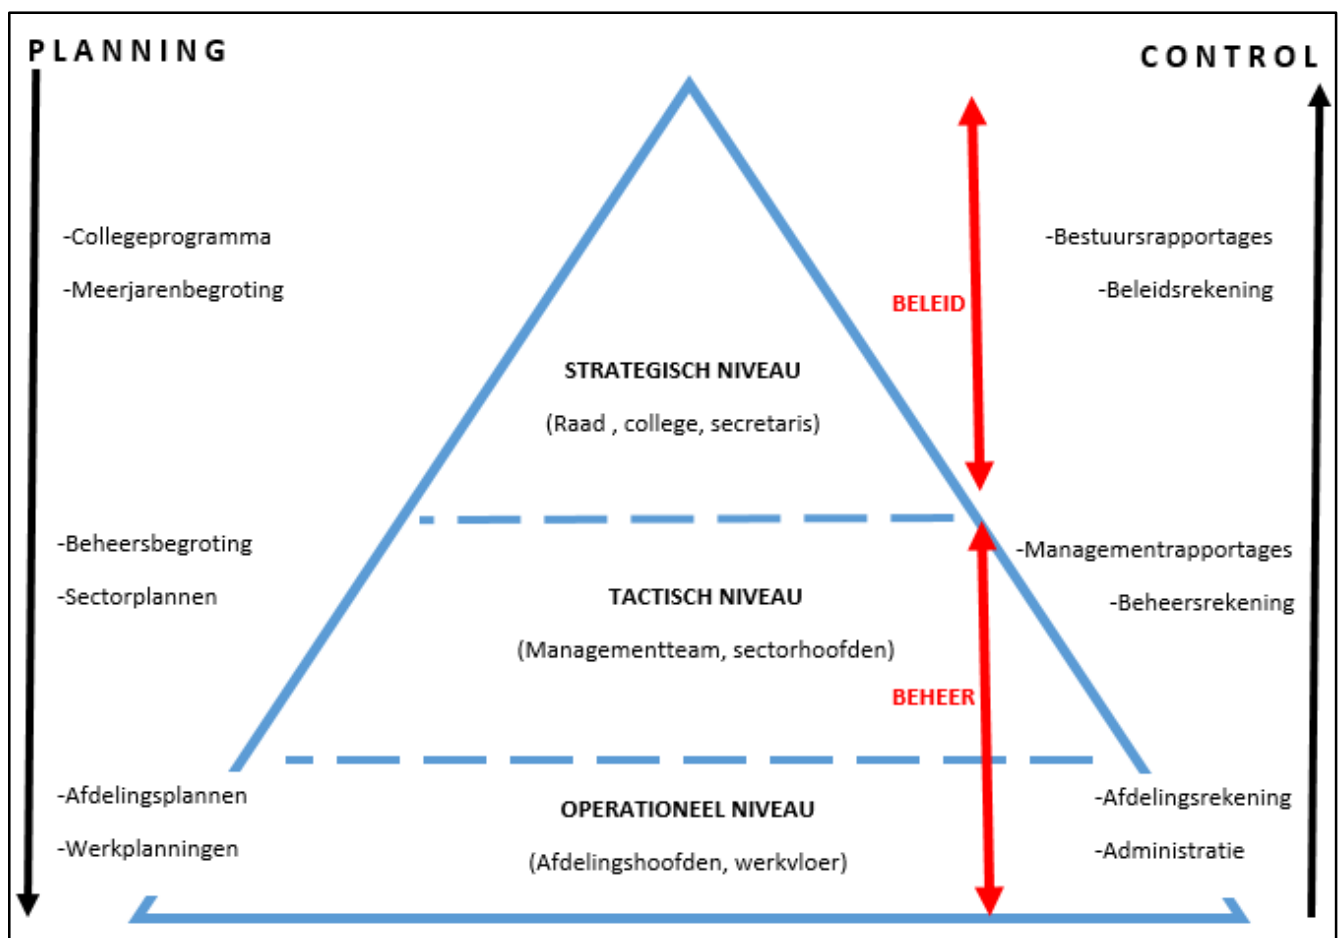 PLANNING
CONTROL
-Collegeprogramma
-Meerjarenbegroting
-Bestuursrapportages
-Beleidsrekening
BELEID
STRATEGISCH NIVEAU
(Raad , college, secretaris)
-Beheersbegroting
-Sectorplannen
TACTISCH NIVEAU
(Managementteam, sectorhoofden)
-Managementrapportages
-Beheersrekening
BEHEER
-Afdelingsplannen
-Werkplanningen
OPERATIONEEL NIVEAU
(Afdelingshoofden, werkvloer)
-Afdelingsrekening
-Administratie